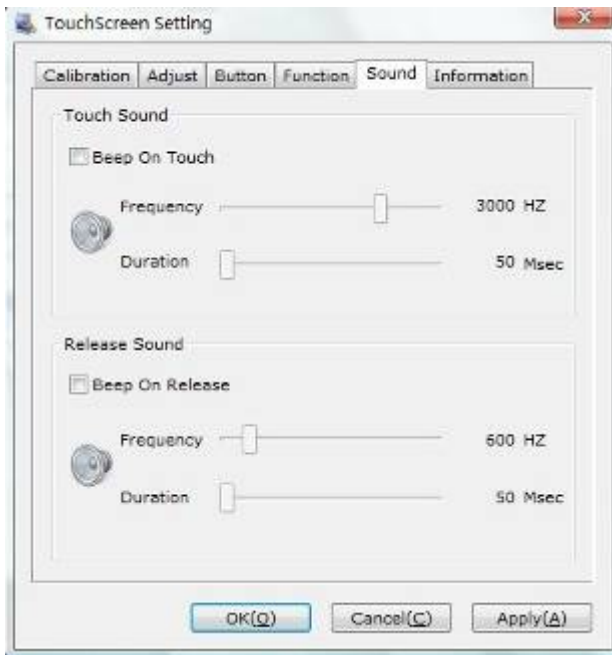 TouchScreen Setting
Calibration Adjust Button Function Sound Information
Touch Sound
Beep On Touch
Frequency 3000 HZ
Duration 50 Msec
Release Sound
Beep On Release
Frequency 600 HZ
Duration 50 Msec
OK(O) Cancel(C) Apply(A)